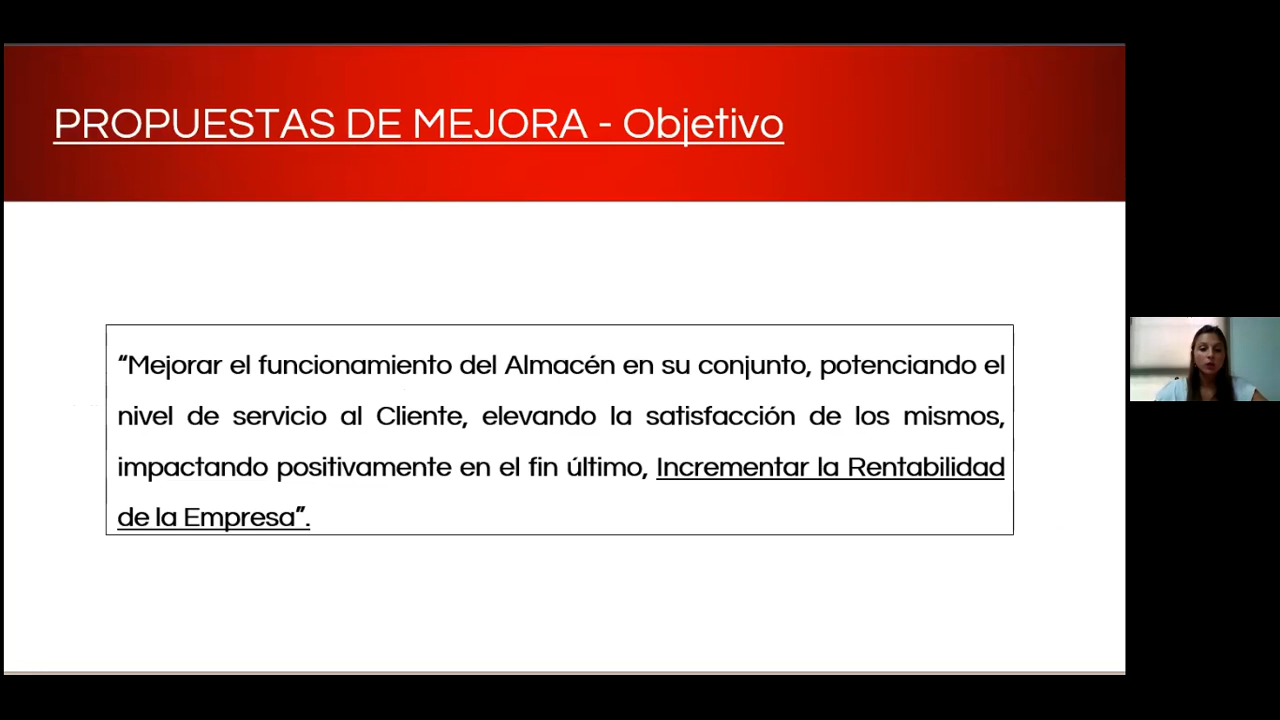 PROPUESTAS DE MEJORA - Objetivo
“Mejorar el funcionamiento del Almacén en su conjunto, potenciando el
nivel de servicio al Cliente, elevando la satisfacción de los mismos,
impactando positivamente en el fin último, Incrementar la Rentabilidad
de la Empresa”.